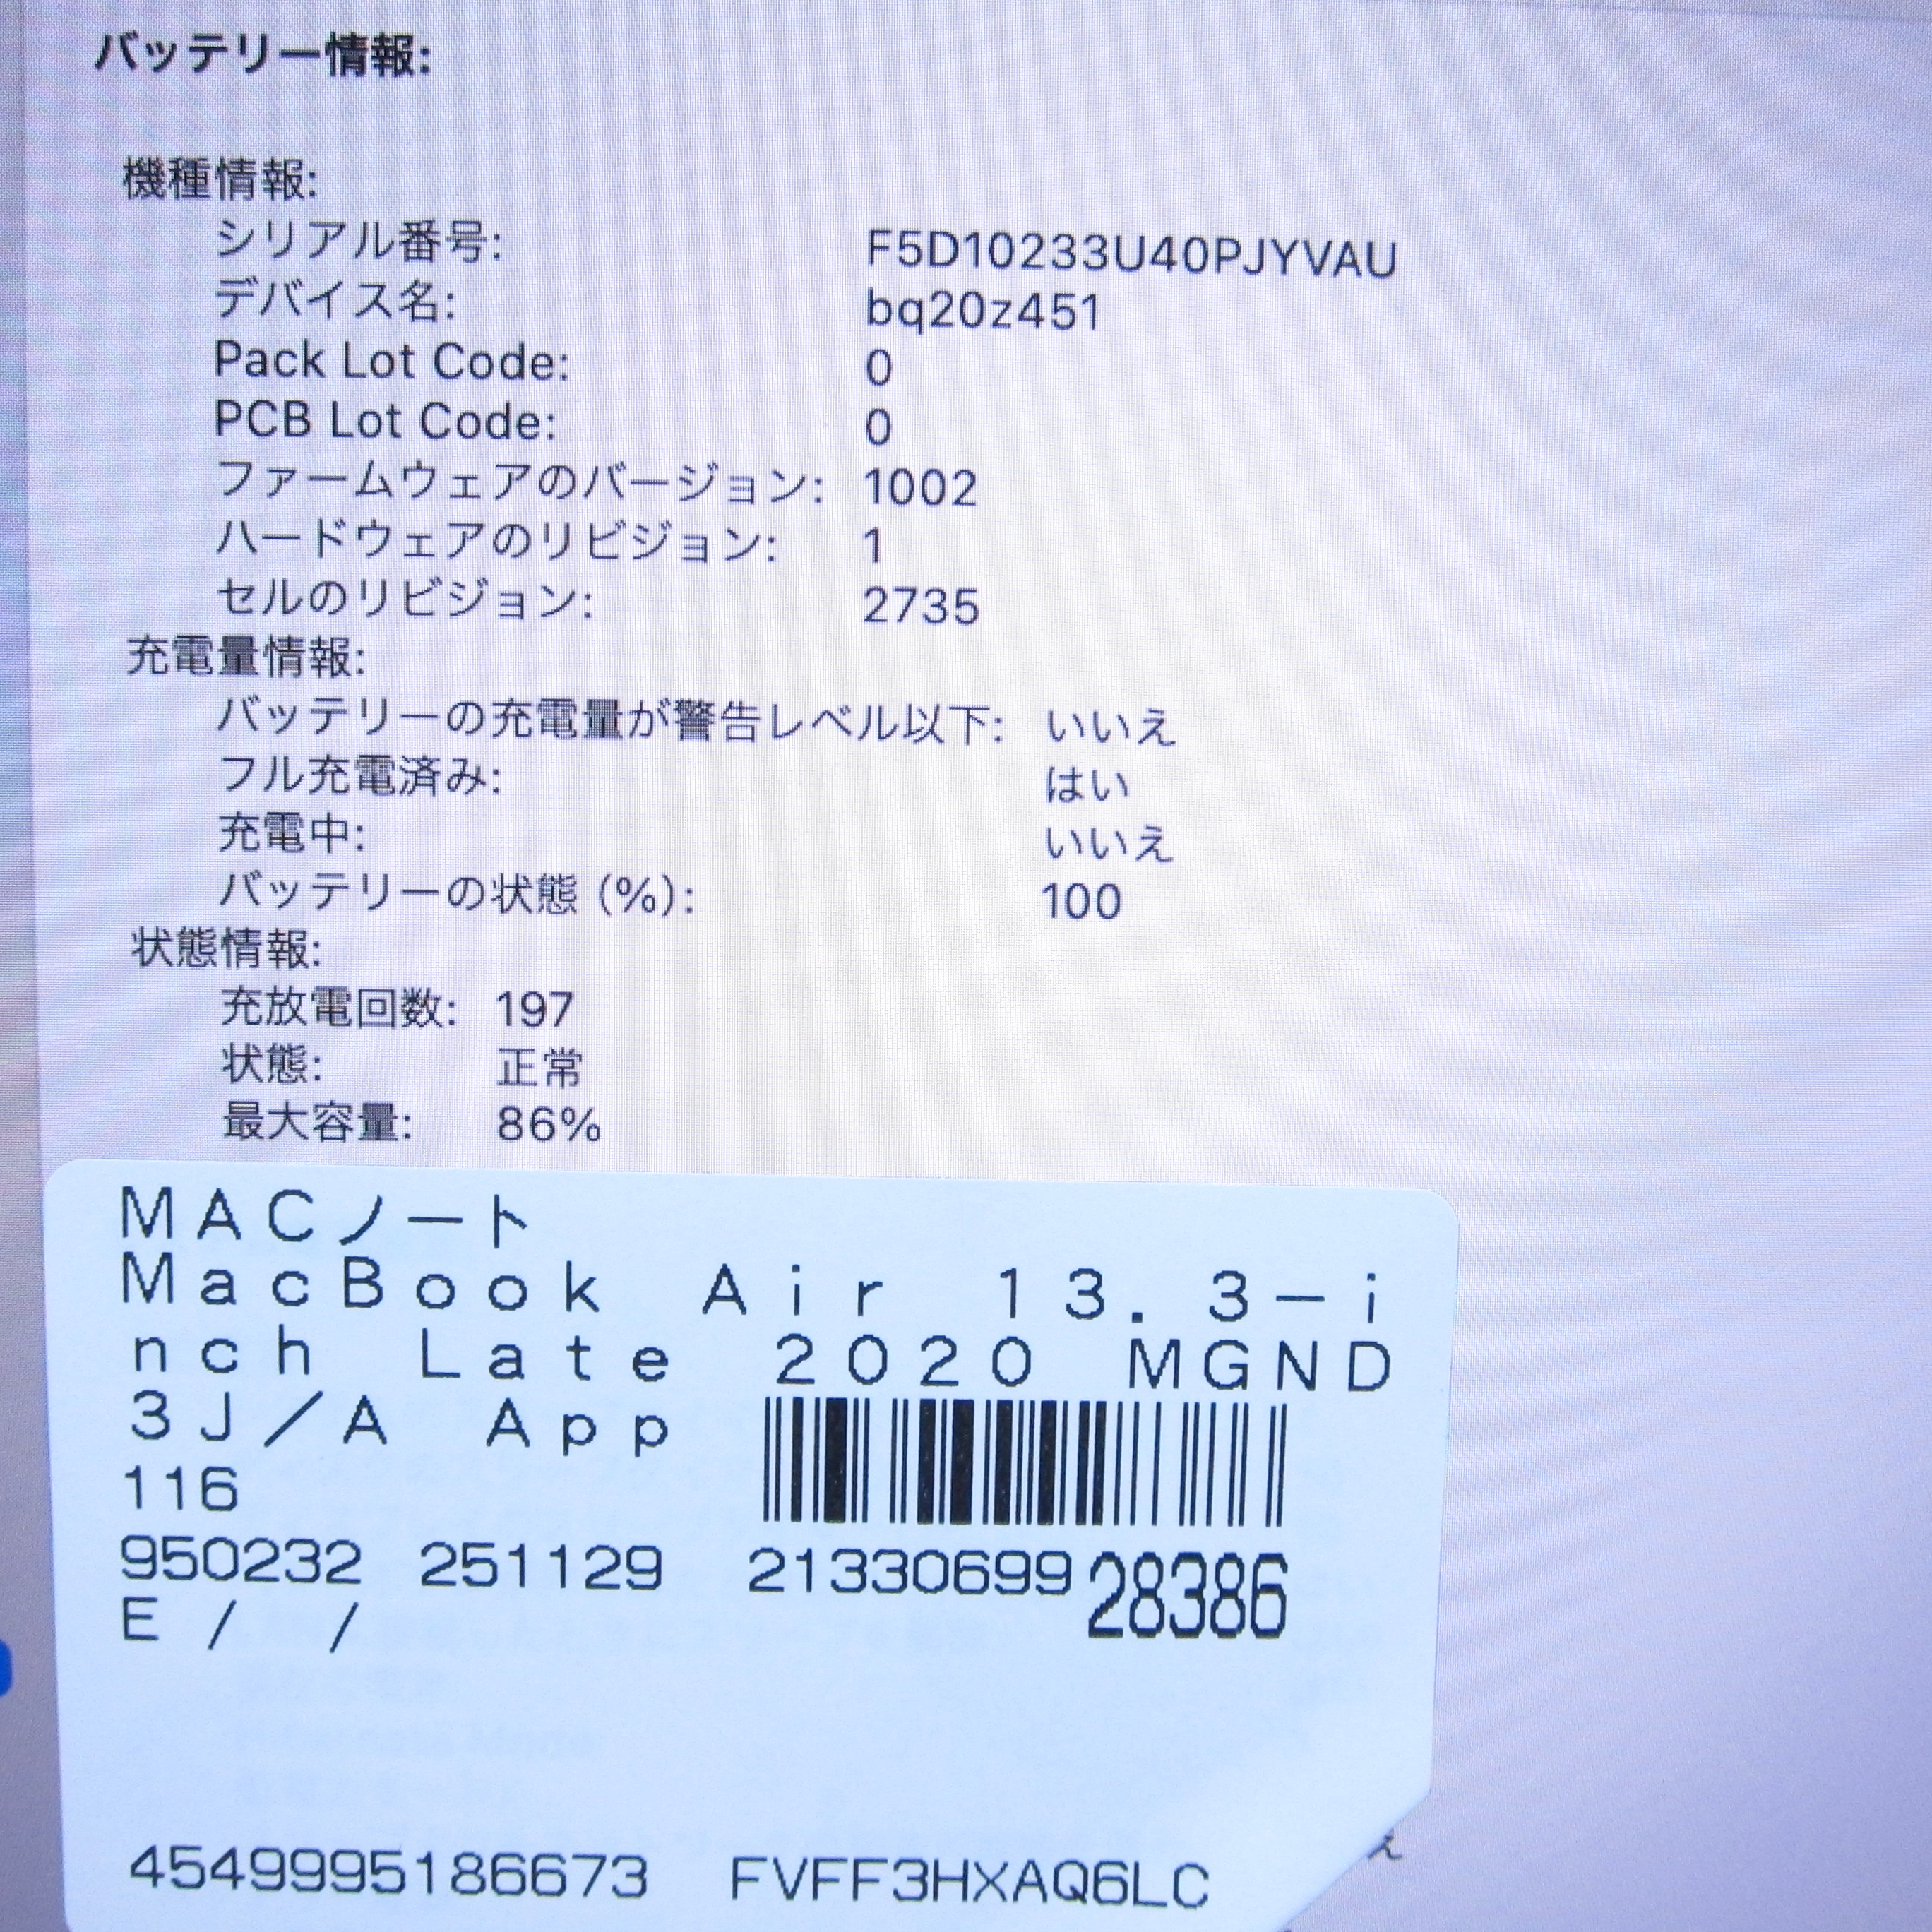 バッテリー情報:
機種情報:
シリアル番号: F5D10233U40PJYVAU
デバイス名: bq20z451
Pack Lot Code: 0
PCB Lot Code: 0
ファームウェアのバージョン: 1002
ハードウェアのリビジョン: 1
セルのリビジョン: 2735
充電量情報:
バッテリーの充電量が警告レベル以下: いいえ
フル充電済み: はい
充電中: いいえ
バッテリーの状態 (%): 100
状態情報:
充放電回数: 197
状態: 正常
最大容量: 86%
MACノート
MacBook Air 13.3-i
nch Late 2020 MGND
3J/A App
116
950232 251129 21330699 28386
E / /
4549995186673 FVFF3HXAQ6LC
え